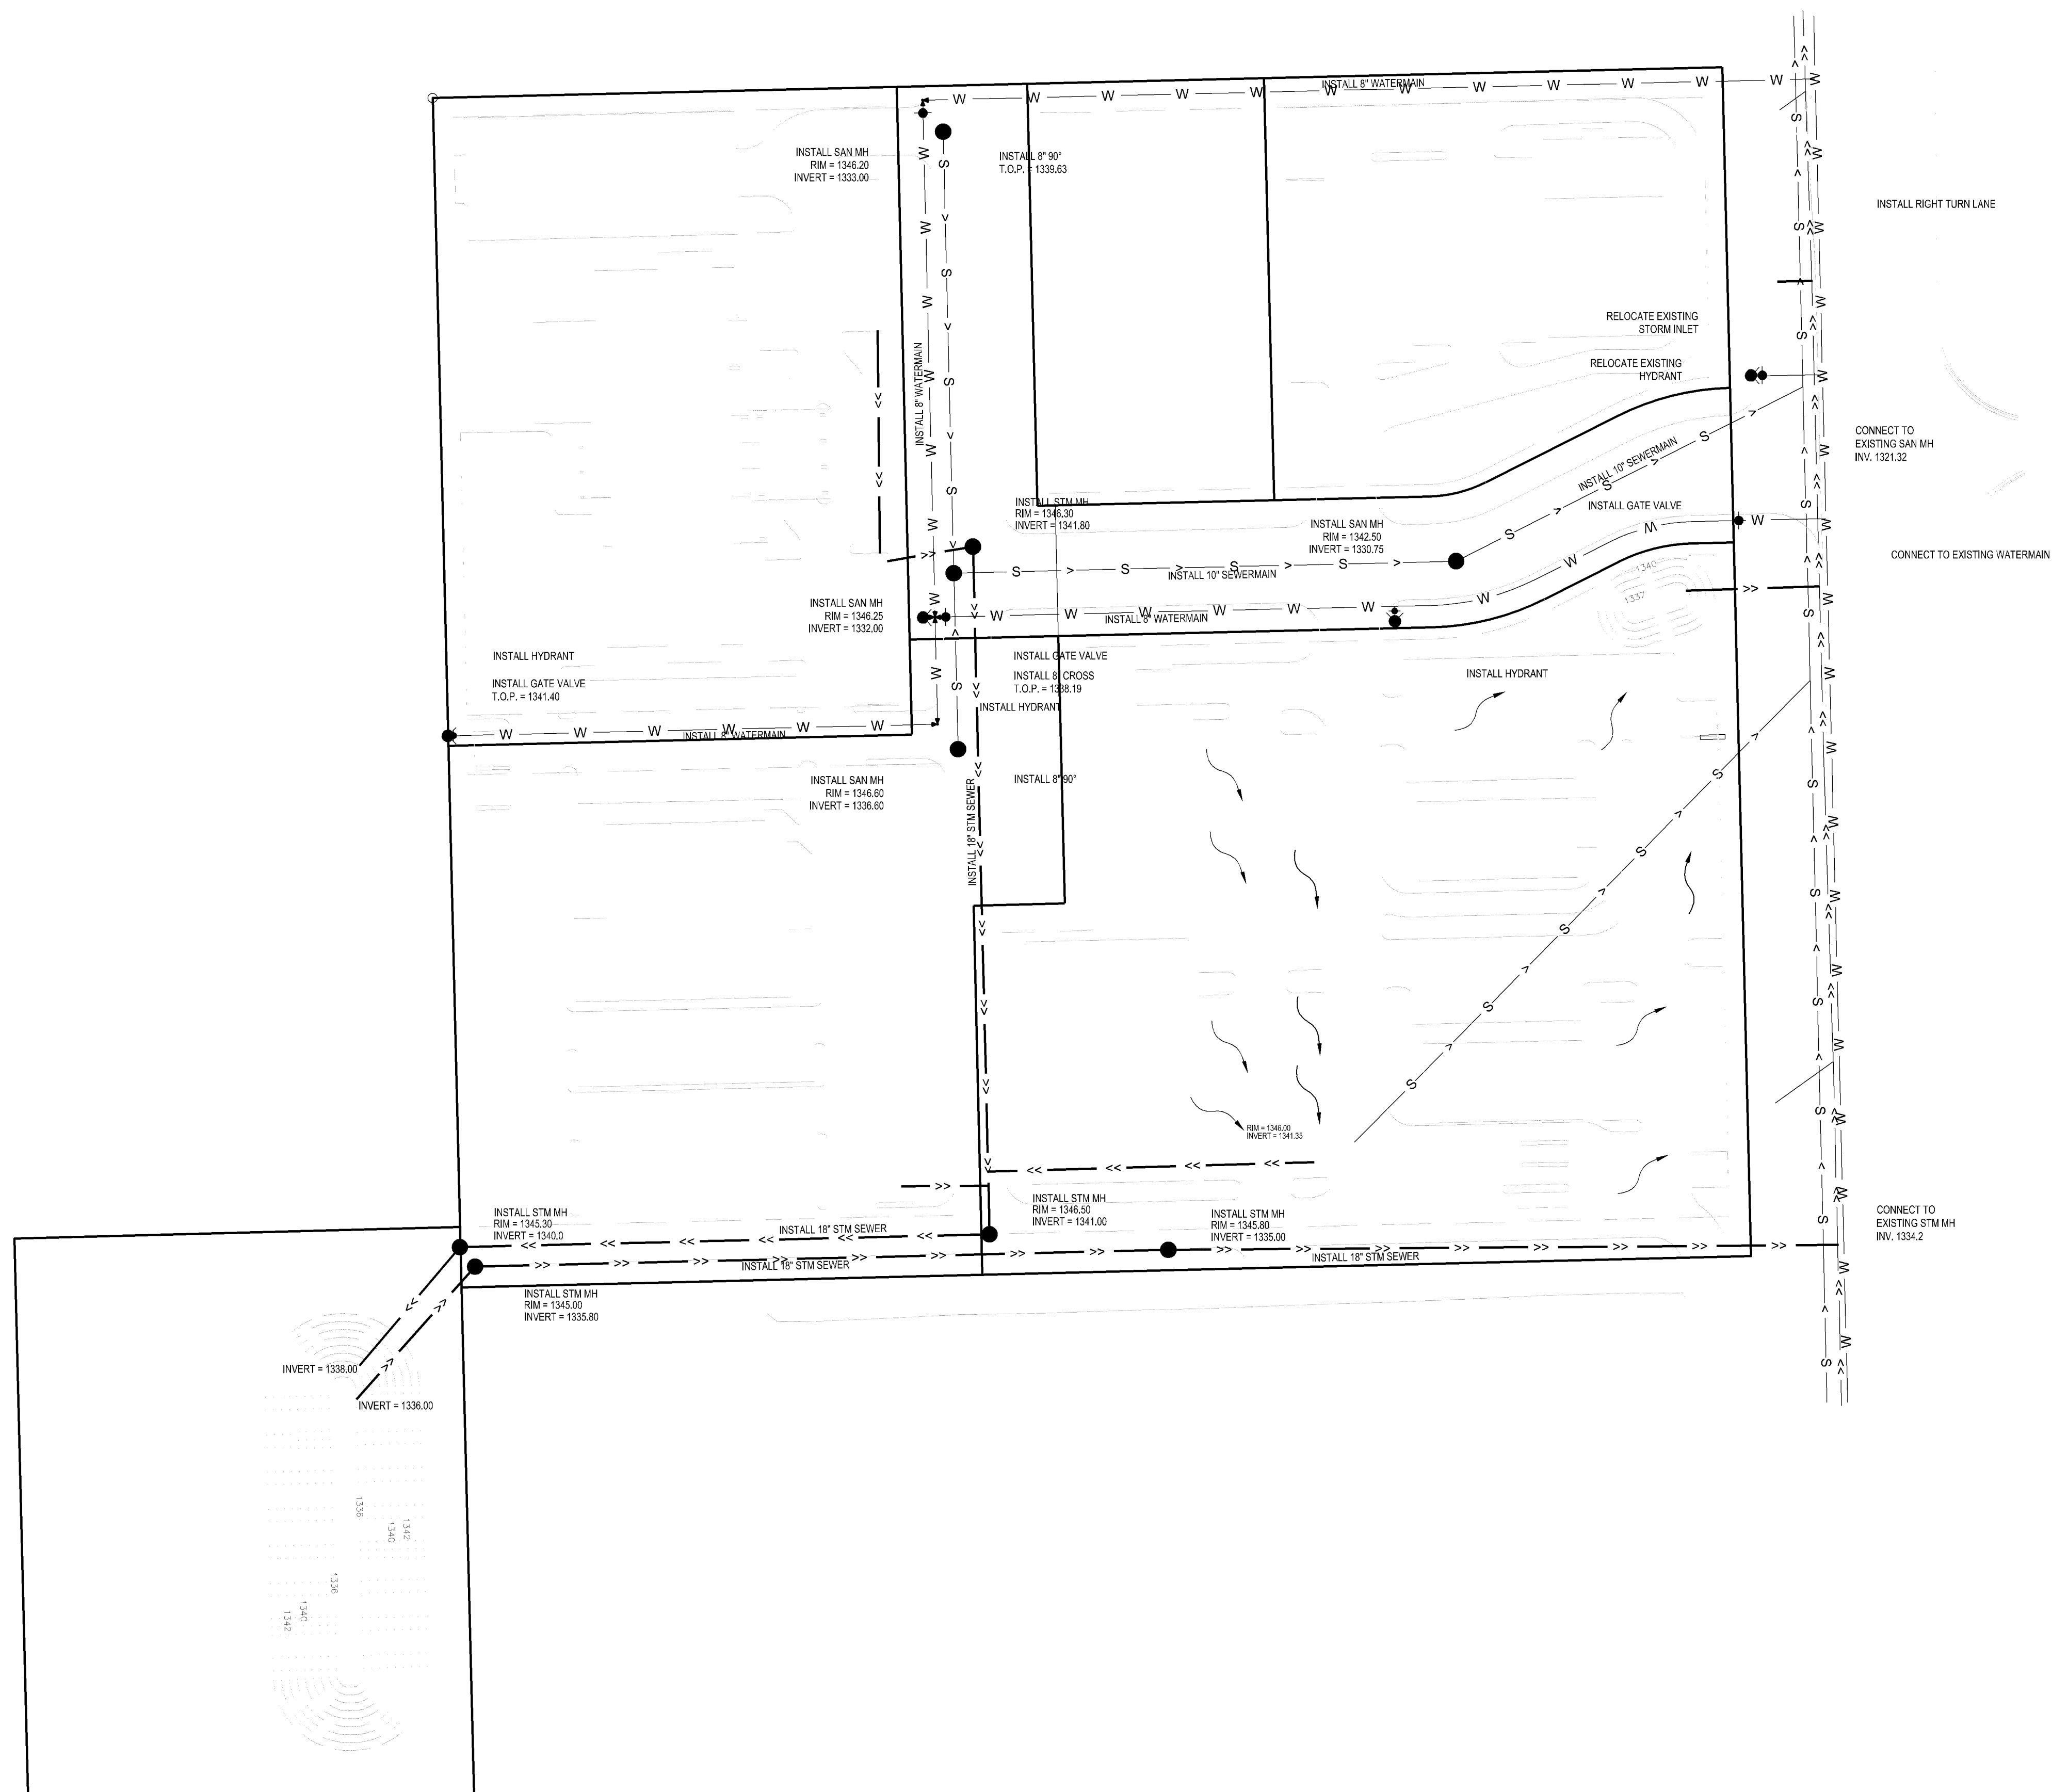 INSTALL 8" WATERMAIN
INSTALL SAN MH
RIM = 1346.20
INVERT = 1333.00
INSTALL 8" 90°
T.O.P. = 1339.63
INSTALL RIGHT TURN LANE
RELOCATE EXISTING
STORM INLET
RELOCATE EXISTING
HYDRANT
INSTALL 8" WATERMAIN
CONNECT TO
EXISTING SAN MH
INV. 1321.32
INSTALL 10" SEWERMAIN
INSTALL GATE VALVE
INSTALL STM MH
RIM = 1346.30
INVERT = 1341.80
INSTALL SAN MH
RIM = 1342.50
INVERT = 1330.75
CONNECT TO EXISTING WATERMAIN
INSTALL 10" SEWERMAIN
1340
1337
INSTALL SAN MH
RIM = 1346.25
INVERT = 1332.00
INSTALL 8" WATERMAIN
INSTALL HYDRANT
INSTALL GATE VALVE
T.O.P. = 1341.40
INSTALL GATE VALVE
INSTALL 8" CROSS
T.O.P. = 1338.19
INSTALL HYDRANT
INSTALL HYDRANT
INSTALL 8" WATERMAIN
INSTALL SAN MH
RIM = 1346.60
INVERT = 1336.60
INSTALL 8" 90°
INSTALL 18" STM SEWER
RIM = 1346.00
INVERT = 1341.35
INSTALL STM MH
RIM = 1345.30
INVERT = 1340.0
INSTALL 18" STM SEWER
INSTALL STM MH
RIM = 1346.50
INVERT = 1341.00
INSTALL STM MH
RIM = 1345.80
INVERT = 1335.00
CONNECT TO
EXISTING STM MH
INV. 1334.2
INSTALL 18" STM SEWER
INSTALL 18" STM SEWER
INSTALL STM MH
RIM = 1345.00
INVERT = 1335.80
INVERT = 1338.00
INVERT = 1336.00
1336
1340
1342
1336
1340
1342